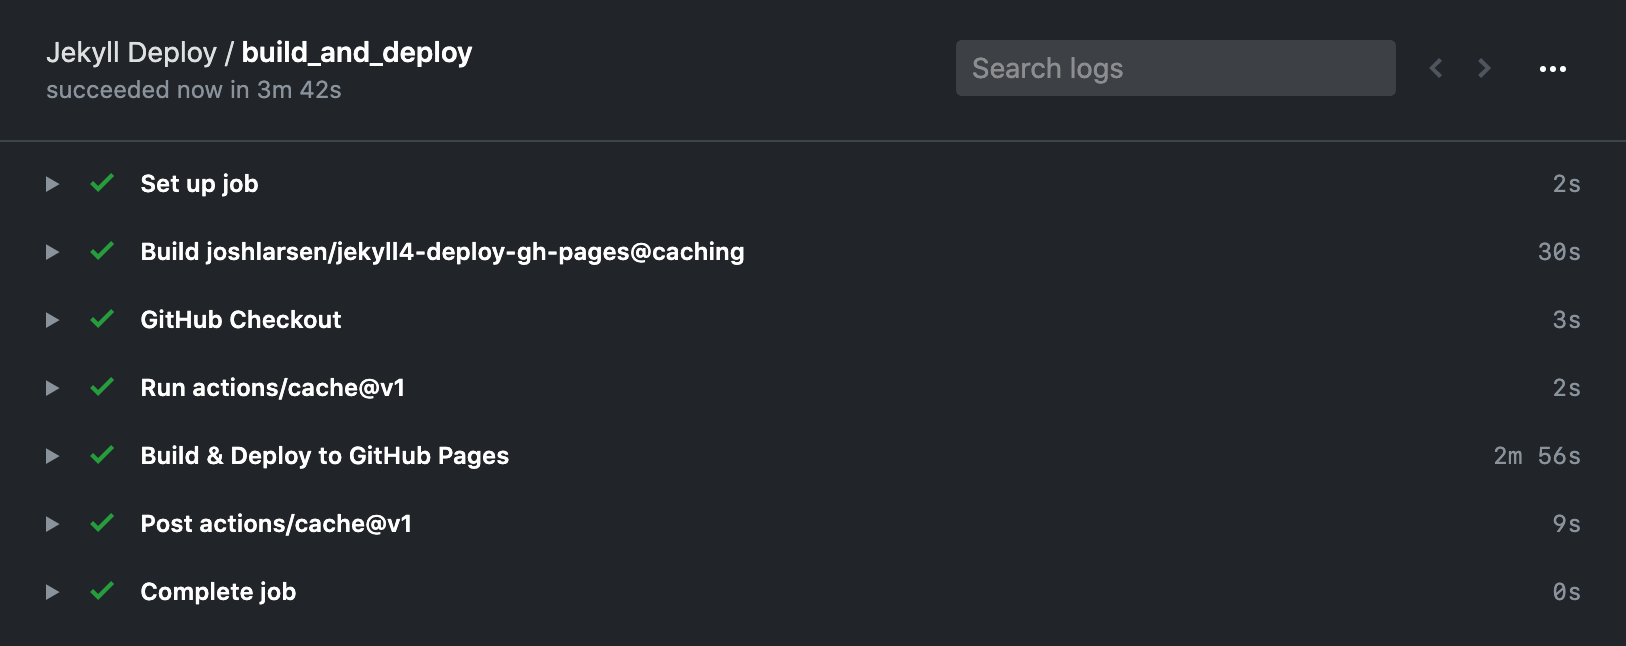 Jekyll Deploy / build_and_deploy
succeeded now in 3m 42s
Search logs
Set up job 2s
Build joshlarsen/jekyll4-deploy-gh-pages@caching 30s
GitHub Checkout 3s
Run actions/cache@v1 2s
Build & Deploy to GitHub Pages 2m 56s
Post actions/cache@v1 9s
Complete job 0s